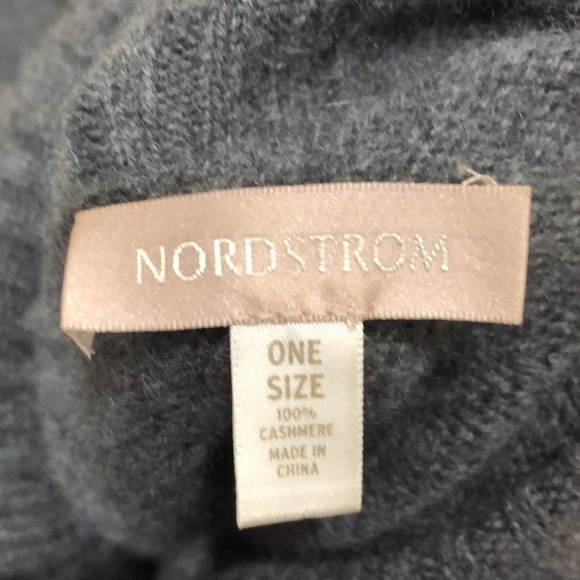 NORDSTROM
ONE
SIZE
100%
CASHMERE
MADE IN
CHINA